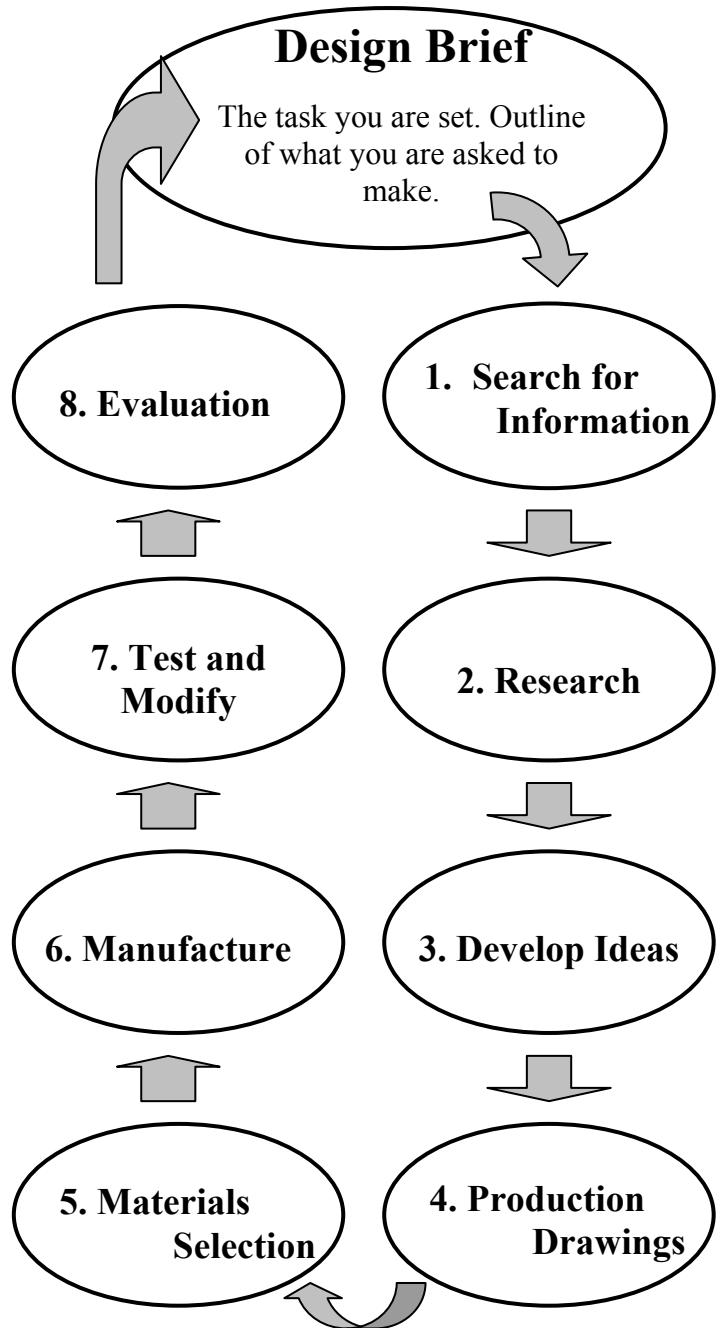 Design Brief
The task you are set. Outline
of what you are asked to
make.
1. Search for
Information
2. Research
3. Develop Ideas
4. Production
Drawings
5. Materials
Selection
6. Manufacture
7. Test and
Modify
8. Evaluation